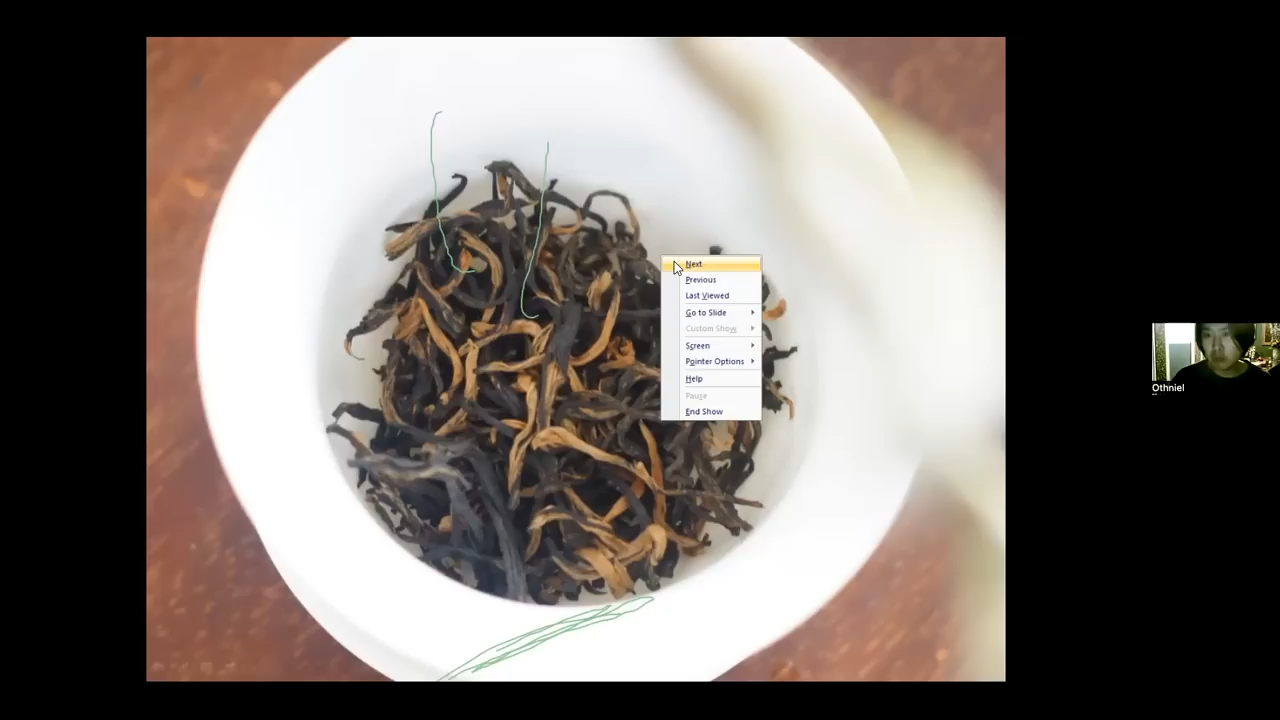 Next
Previous
Last Viewed
Go to Slide
Custom Show
Screen
Pointer Options
Help
Pause
End Show
Othniel